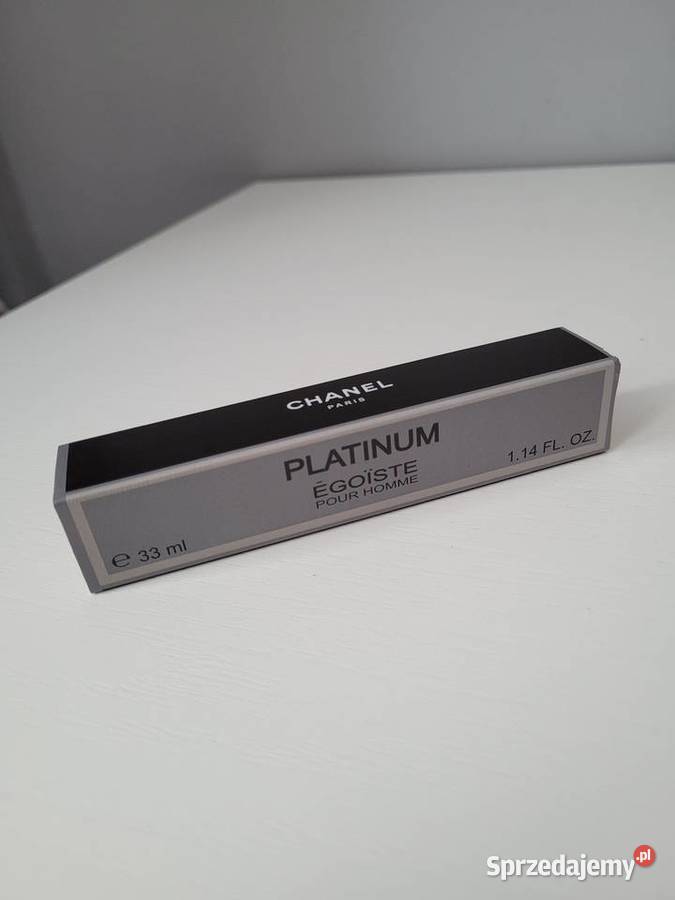 CHANEL
PARIS
PLATINUM
ÉGOÏSTE
POUR HOMME
1.14 FL. OZ.
℮ 33 ml
Sprzedajemy.pl